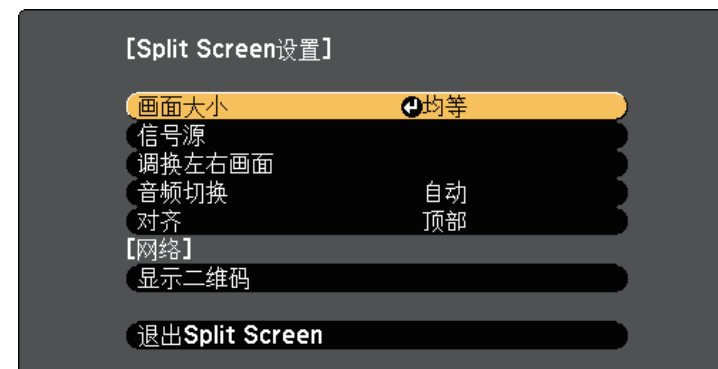 [Split Screen设置]
画面大小 均等
信号源
调换左右画面
音频切换 自动
对齐 顶部
[网络]
显示二维码
退出Split Screen